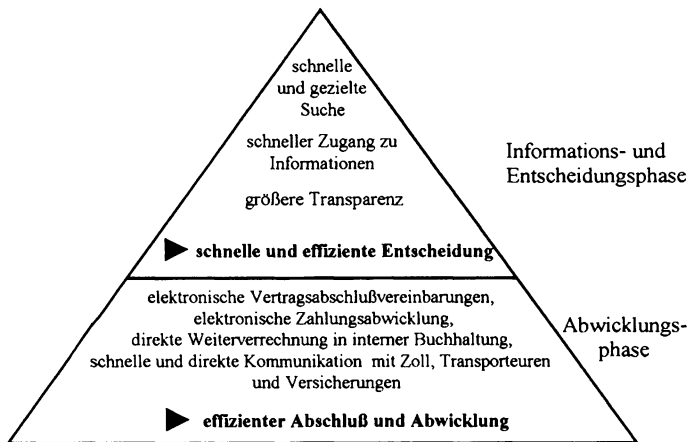 schnelle
und gezielte
Suche
schneller Zugang zu
Informationen
größere Transparenz
schnelle und effiziente Entscheidung
Informations- und
Entscheidungsphase
elektronische Vertragsabschlußvereinbarungen,
elektronische Zahlungsabwicklung,
direkte Weiterverrechnung in interner Buchhaltung,
schnelle und direkte Kommunikation mit Zoll, Transporteuren
und Versicherungen
effizienter Abschluß und Abwicklung
Abwicklungs-
phase